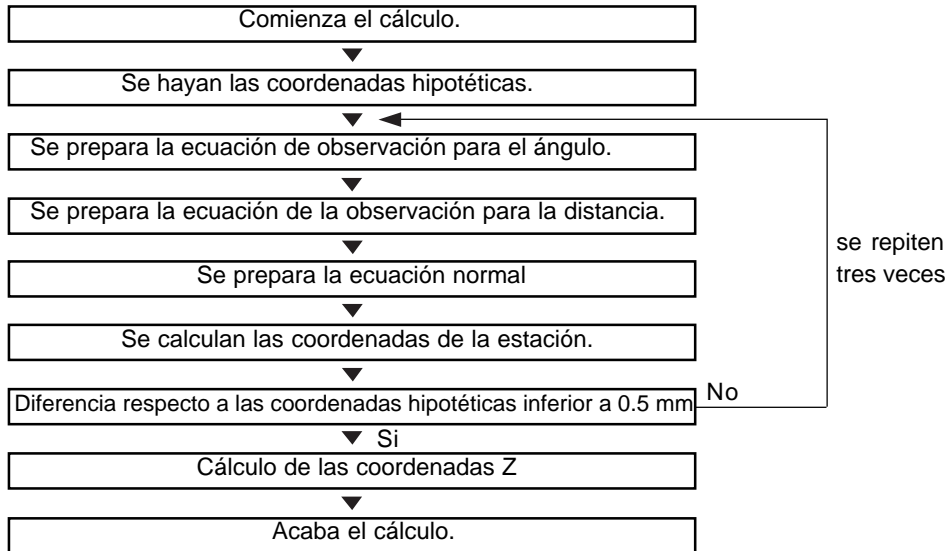 Comienza el cálculo.
Se hayan las coordenadas hipotéticas.
Se prepara la ecuación de observación para el ángulo.
Se prepara la ecuación de la observación para la distancia.
se repiten
tres veces
Se prepara la ecuación normal
Se calculan las coordenadas de la estación.
Diferencia respecto a las coordenadas hipotéticas inferior a 0.5 mm
No
Si
Cálculo de las coordenadas Z
Acaba el cálculo.